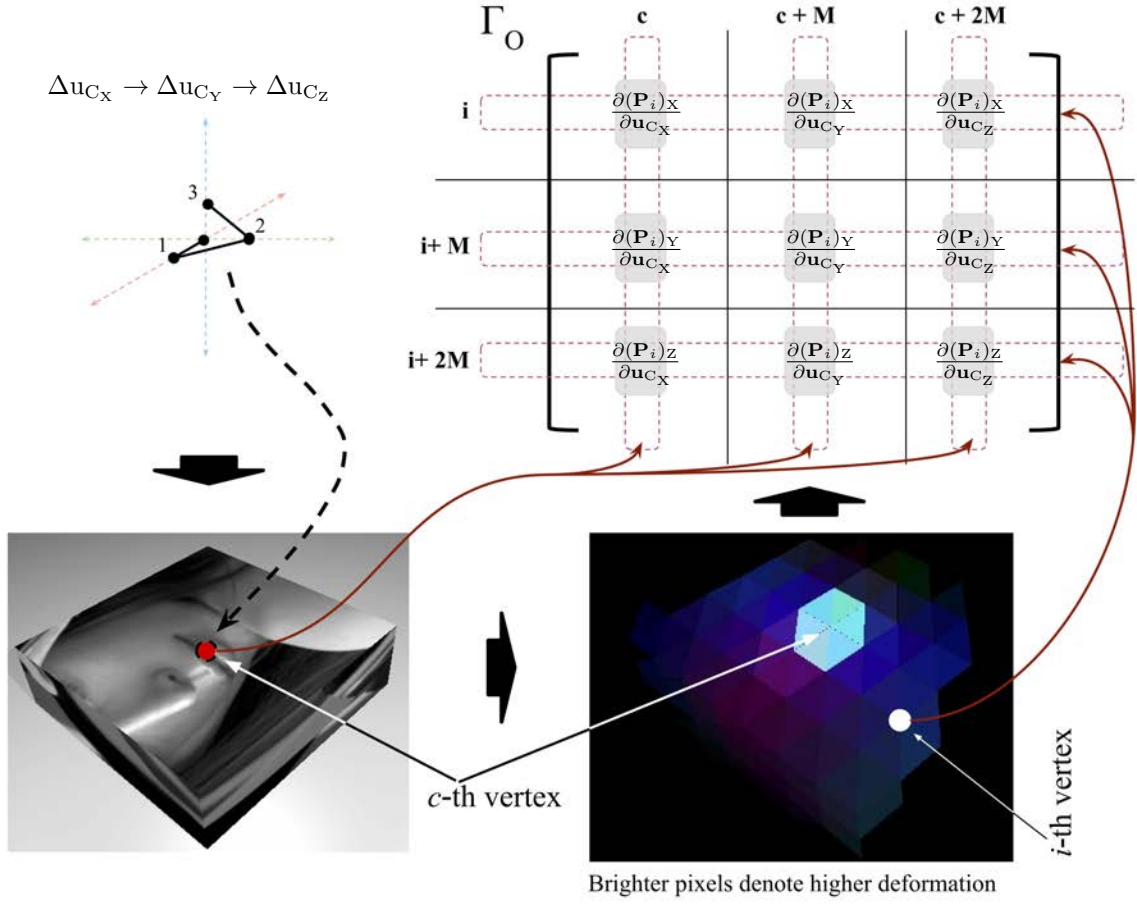 Γ_O
c c + M c + 2M
Δu_{C_X} → Δu_{C_Y} → Δu_{C_Z}
i ∂(P_i)_X/∂u_{C_X} ∂(P_i)_X/∂u_{C_Y} ∂(P_i)_X/∂u_{C_Z}
3
1 2
i+ M ∂(P_i)_Y/∂u_{C_X} ∂(P_i)_Y/∂u_{C_Y} ∂(P_i)_Y/∂u_{C_Z}
i+ 2M ∂(P_i)_Z/∂u_{C_X} ∂(P_i)_Z/∂u_{C_Y} ∂(P_i)_Z/∂u_{C_Z}
c-th vertex
i-th vertex
Brighter pixels denote higher deformation